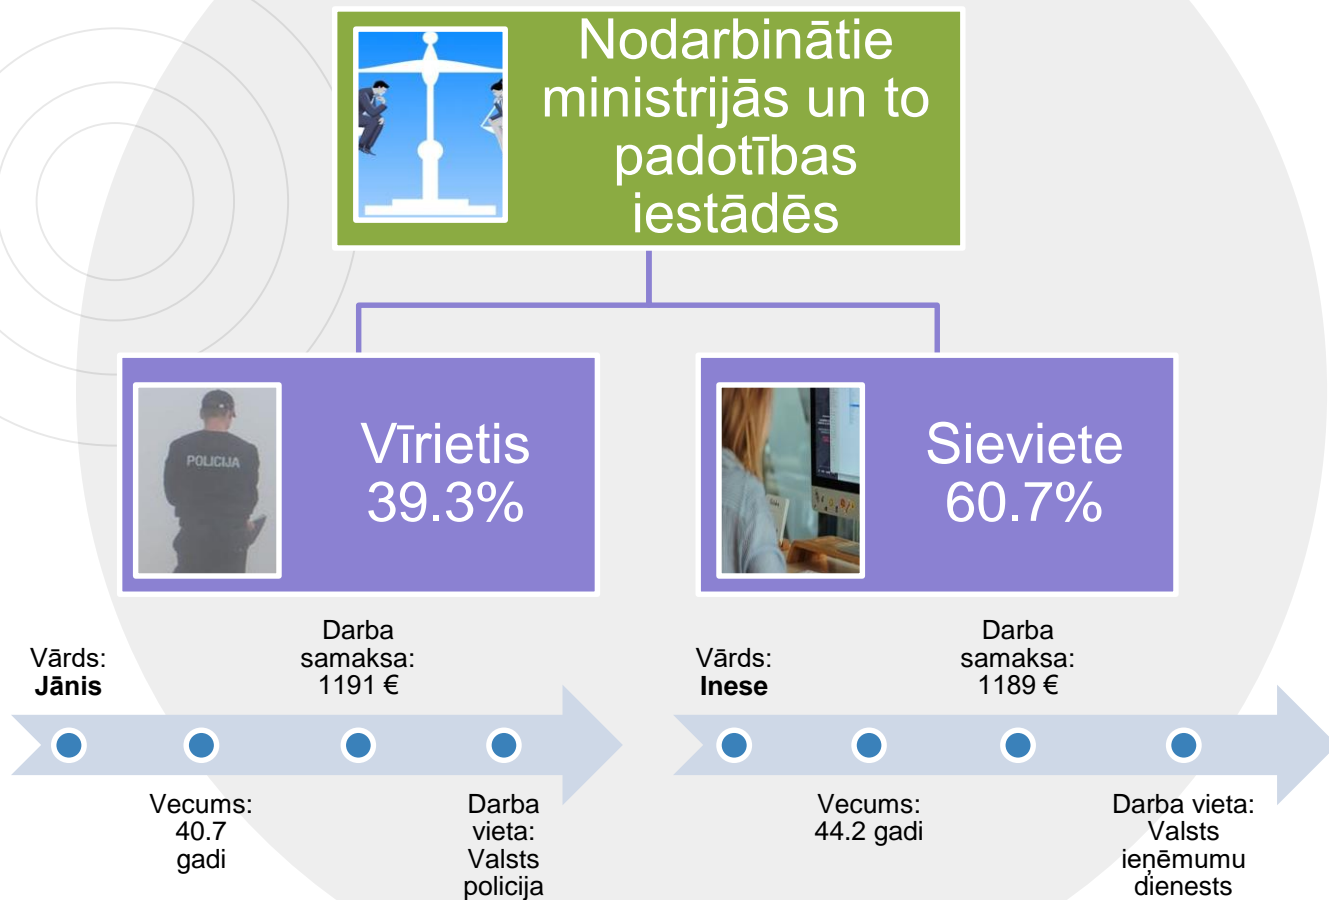 Nodarbinātie
ministrijās un to
padotības
iestādēs
POLICIJA
Vīrietis
39.3%
Sieviete
60.7%
Vārds:
Jānis
Darba
samaksa:
1191 €
Vecums:
40.7
gadi
Darba
vieta:
Valsts
policija
Vārds:
Inese
Darba
samaksa:
1189 €
Vecums:
44.2 gadi
Darba vieta:
Valsts
ieņēmumu
dienests